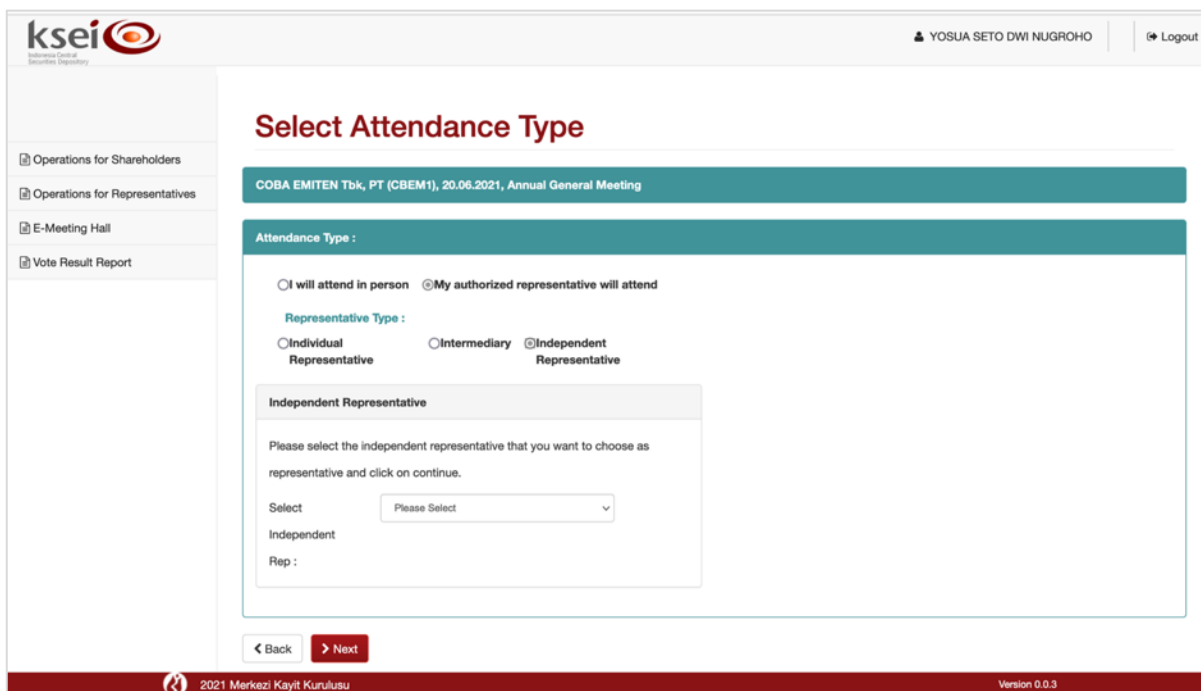 ksei
Indonesia Central
Securities Depository
YOSUA SETO DWI NUGROHO
Logout
Operations for Shareholders
Operations for Representatives
E-Meeting Hall
Vote Result Report
Select Attendance Type
COBA EMITEN Tbk, PT (CBEM1), 20.06.2021, Annual General Meeting
Attendance Type :
I will attend in person My authorized representative will attend
Representative Type :
Individual Intermediary Independent
Representative Representative
Independent Representative
Please select the independent representative that you want to choose as
representative and click on continue.
Select Please Select
Independent
Rep :
Back Next
2021 Merkezi Kayit Kurulusu Version 0.0.3